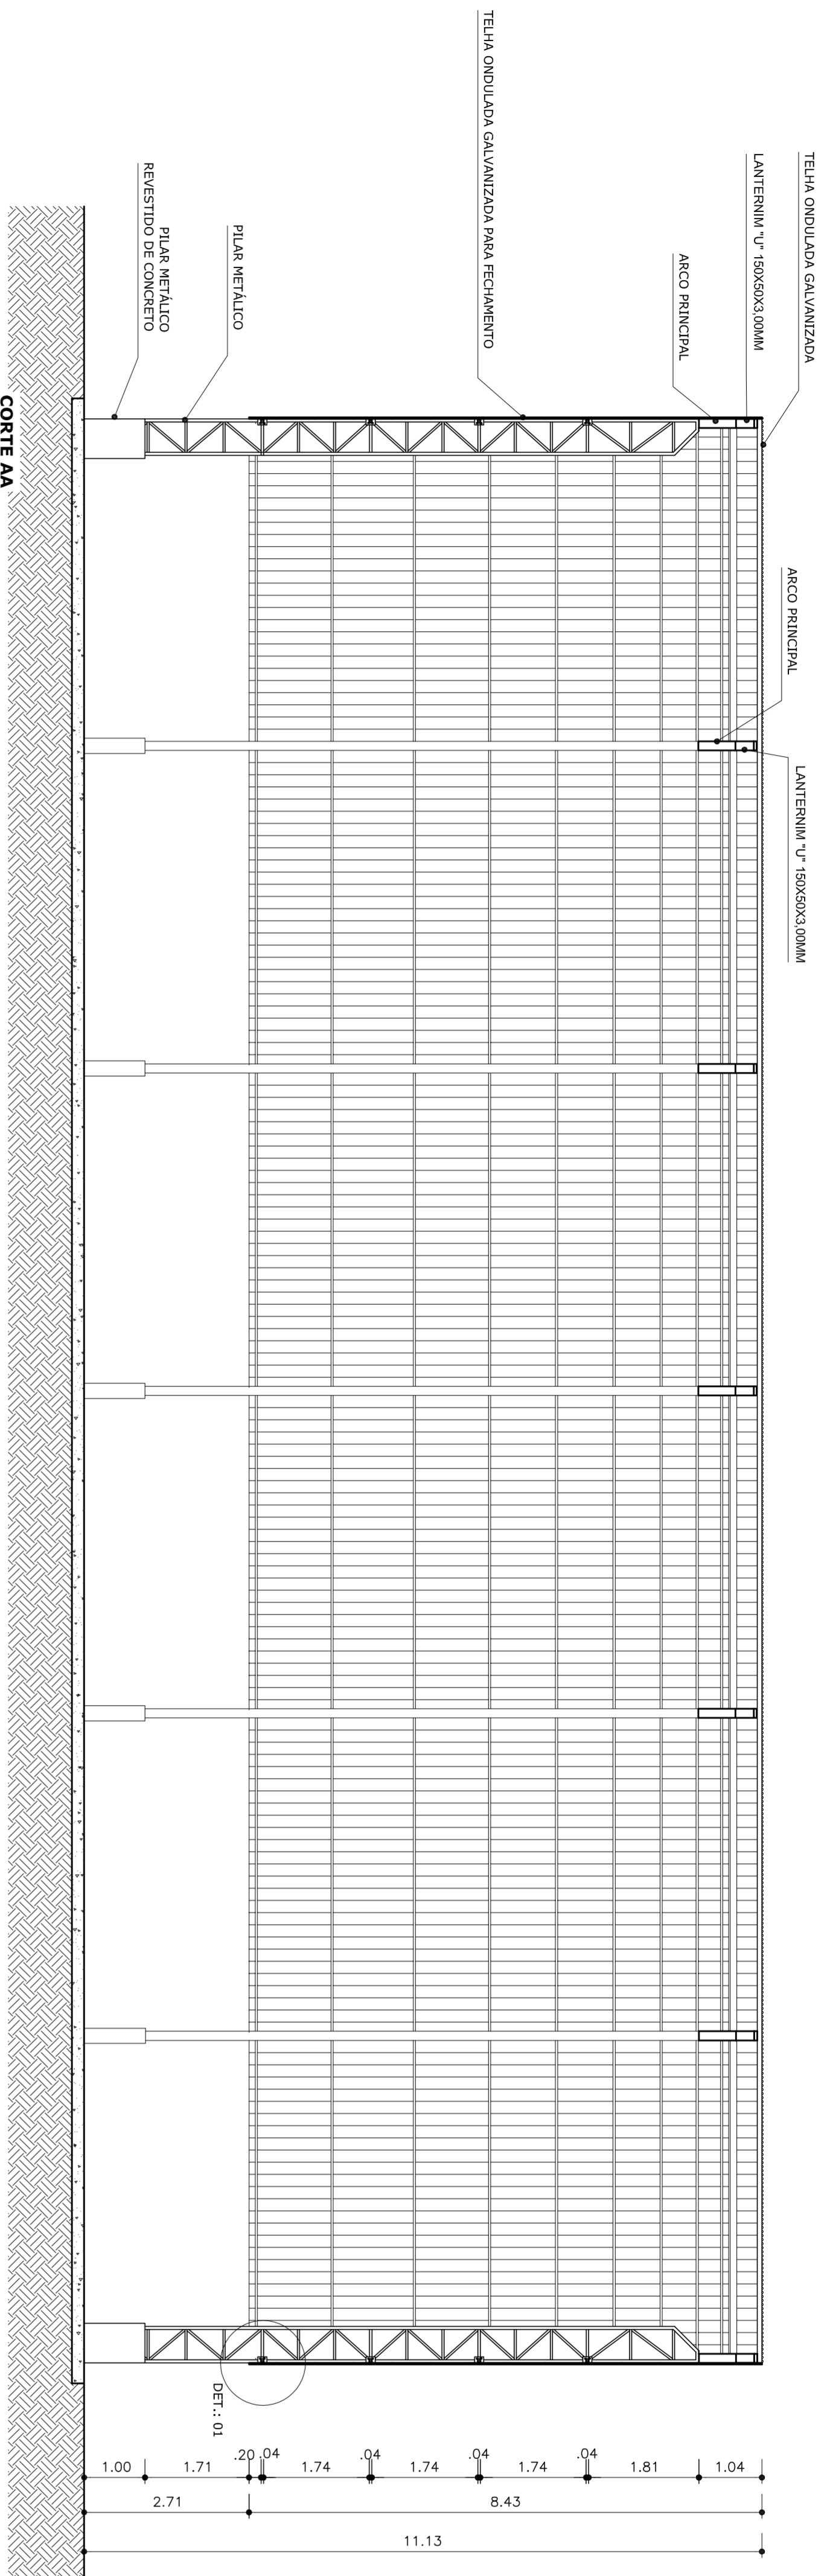 TELHA ONDULADA GALVANIZADA
LANTERNIM "U" 150X50X3,00MM
ARCO PRINCIPAL
TELHA ONDULADA GALVANIZADA PARA FECHAMENTO
PILAR METÁLICO
PILAR METÁLICO
REVESTIDO DE CONCRETO
ARCO PRINCIPAL
LANTERNIM "U" 150X50X3,00MM
DET.: 01
1.04
1.81
.04
1.74
.04
1.74
.04
1.74
.04
.20
1.71
1.00
8.43
2.71
11.13
CORTE AA